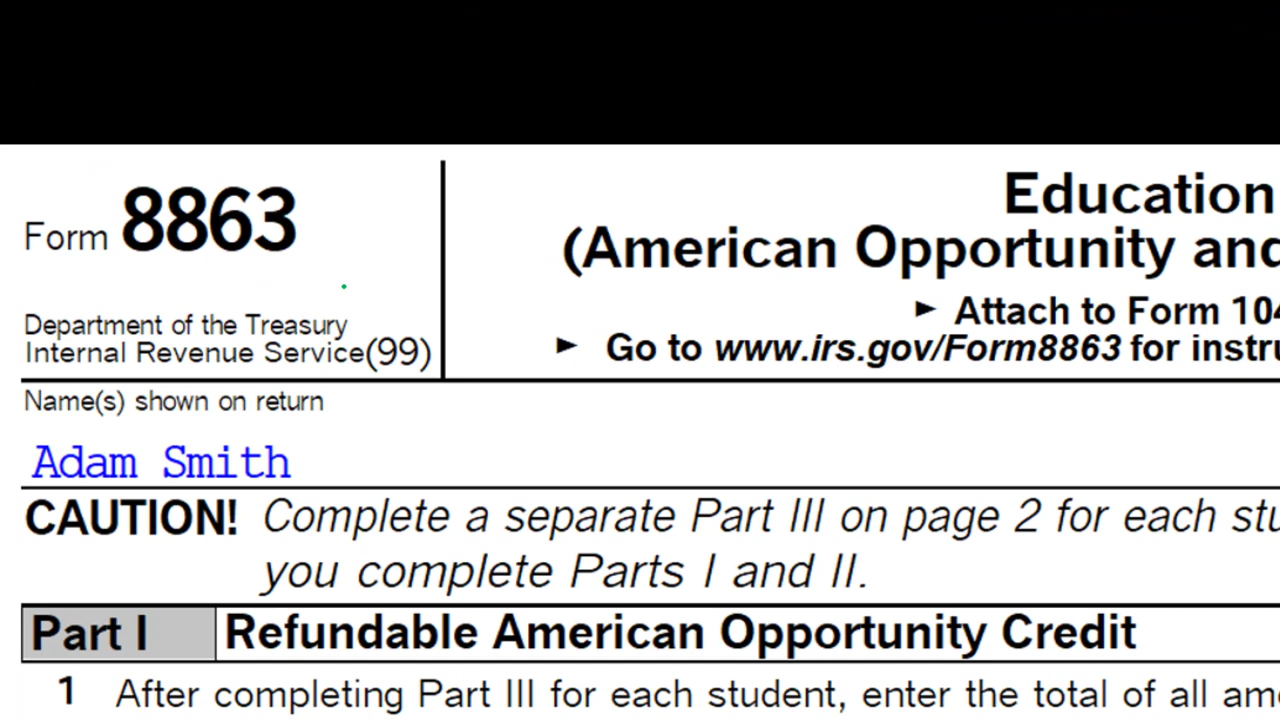 Form 8863
Education
(American Opportunity and
► Attach to Form 104
Department of the Treasury
Internal Revenue Service (99)
► Go to www.irs.gov/Form8863 for instru
Name(s) shown on return
Adam Smith
CAUTION! Complete a separate Part III on page 2 for each stu
you complete Parts I and II.
Part I Refundable American Opportunity Credit
1 After completing Part III for each student, enter the total of all amo